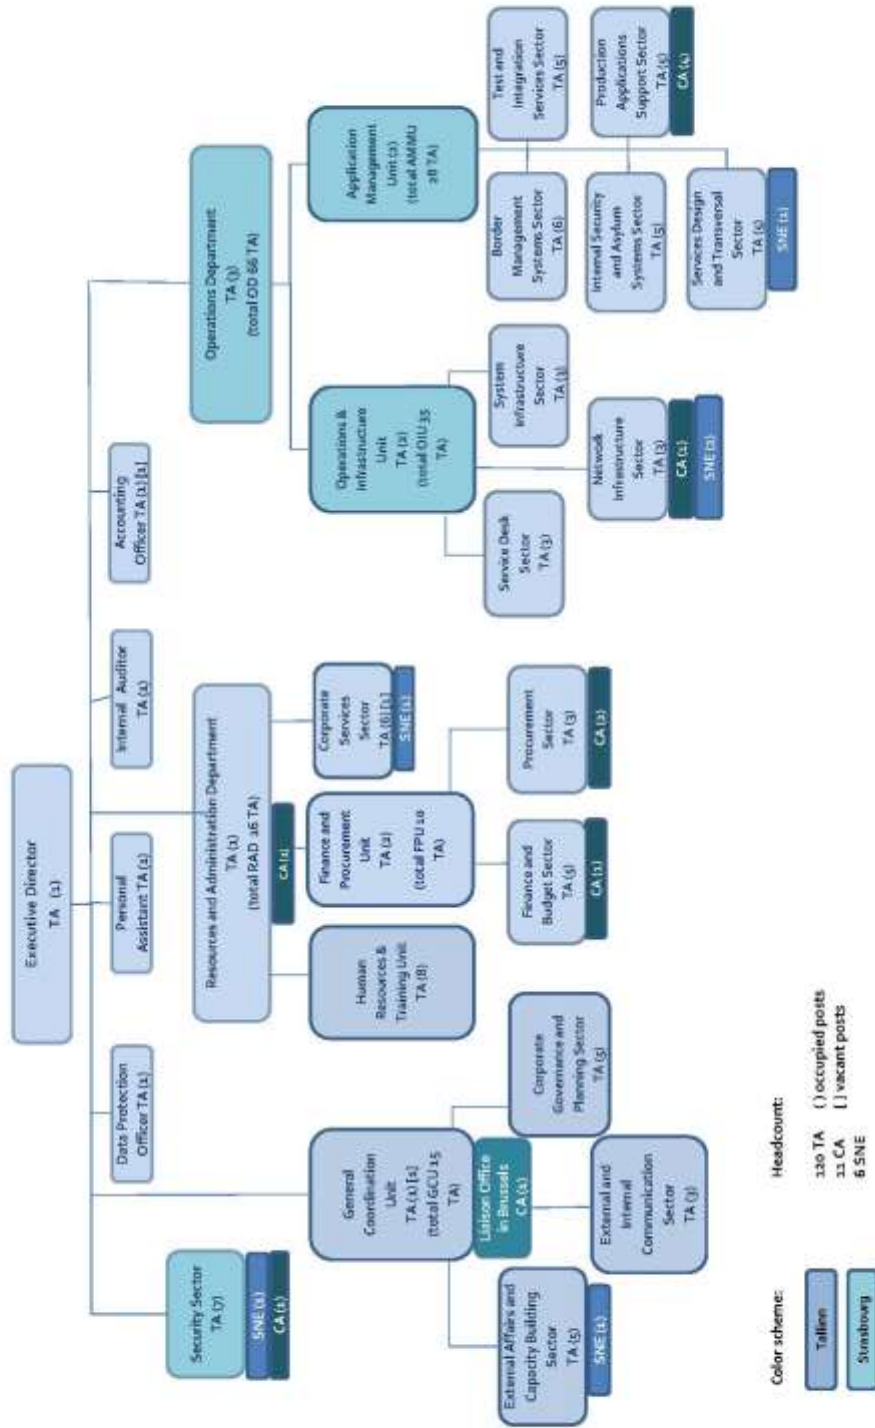 Executive Director
TA (1)
Data Protection
Officer TA (1)
Personal
Assistant TA (1)
Internal Auditor
TA (1)
Accounting
Officer TA (1) [1]
Security Sector
TA (7)
SNE (1)
CA (1)
General
Coordination
Unit
TA (1) [1]
(total GCU 15
TA)
Liaison Office
in Brussels
CA (1)
External Affairs and
Capacity Building
Sector
TA (5)
SNE (1)
External and
Internal
Communication
Sector
TA (3)
Corporate
Governance and
Planning Sector
TA (5)
Resources and Administration Department
TA (1)
(total RAD 26 TA)
CA (1)
Human
Resources &
Training Unit
TA (8)
Finance and
Procurement
Unit
TA (2)
(total FPU 10
TA)
Corporate
Services
Sector
TA (6) [1]
SNE (1)
Finance and
Budget Sector
TA (5)
CA (1)
Procurement
Sector
TA (3)
CA (2)
Operations Department
TA (3)
(total OD 66 TA)
Operations &
Infrastructure
Unit
TA (2)
(total OIU 35
TA)
Service Desk
Sector
TA (3)
Network
Infrastructure
Sector
TA (3)
CA (1)
SNE (2)
System
Infrastructure
Sector
TA (3)
Application
Management
Unit (2)
(total AMMU
28 TA)
Border
Management
Systems Sector
TA (6)
Test and
Integration
Services Sector
TA (5)
Internal Security
and Asylum
Systems Sector
TA (5)
Production
Applications
Support Sector
TA (5)
CA (4)
Services Design
and Transversal
Sector
TA (5)
SNE (1)
Color scheme:
Tallinn
Strasbourg
Headcount:
120 TA ( ) occupied posts
11 CA [ ] vacant posts
6 SNE